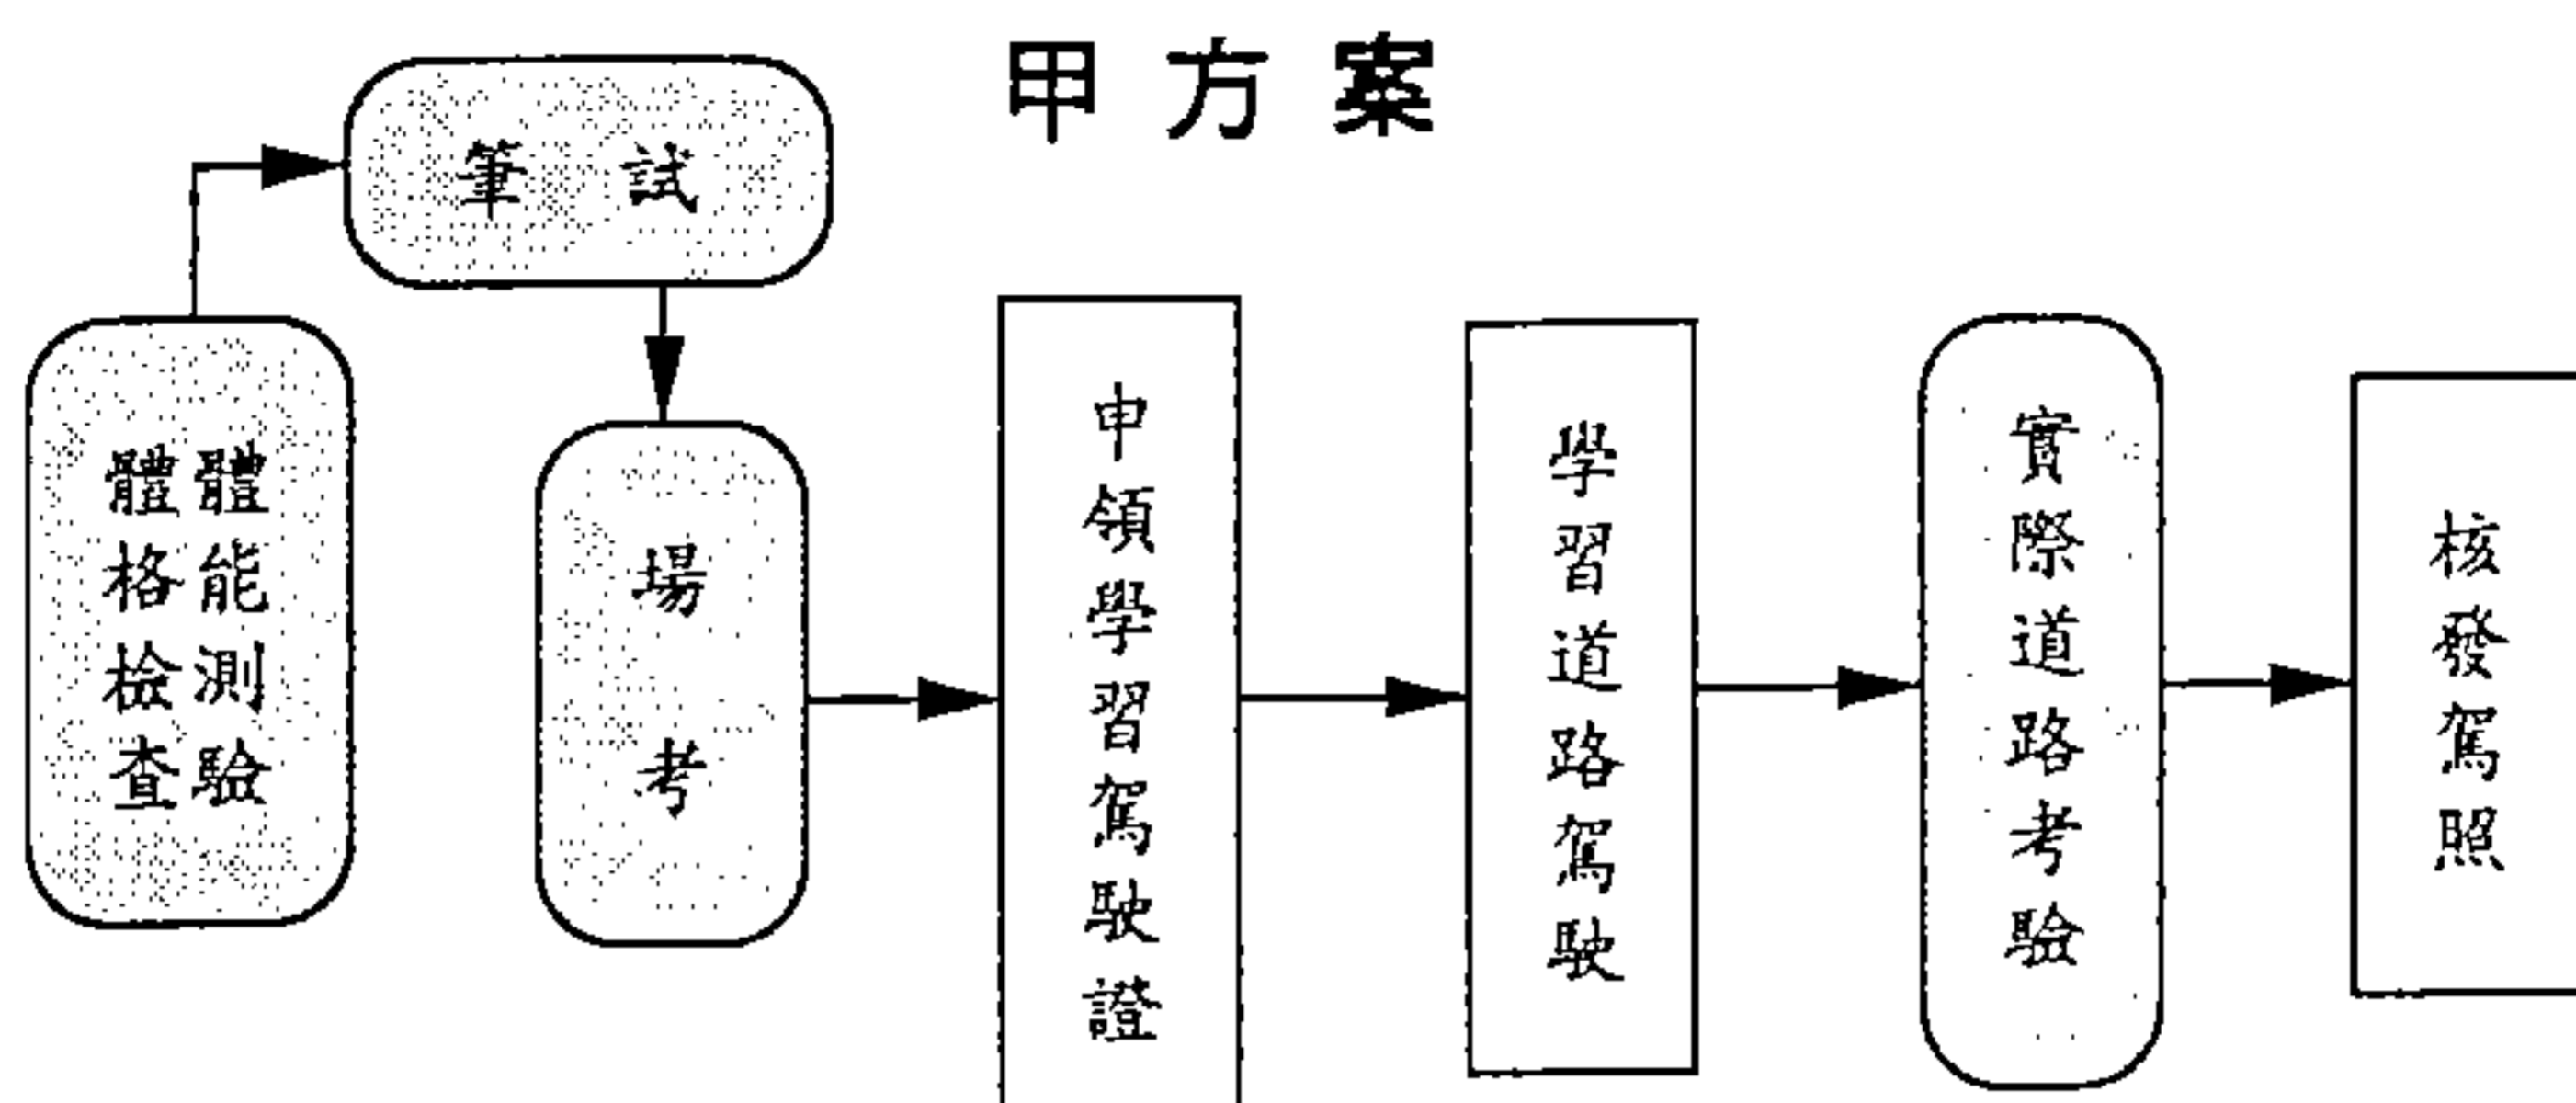 甲方案
筆試
體能測驗
體格檢查
場考
申領學習駕駛證
學習道路駕駛
實際道路考驗
核發駕照